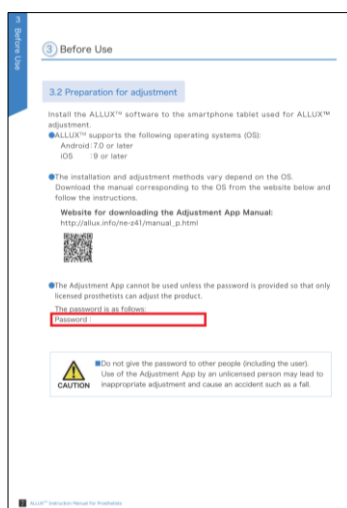 3
Before Use
3 Before Use
3.2 Preparation for adjustment
Install the ALLUX™ software to the smartphone tablet used for ALLUX™
adjustment.
●ALLUX™ supports the following operating systems (OS):
Android : 7.0 or later
iOS : 9 or later
●The installation and adjustment methods vary depend on the OS.
Download the manual corresponding to the OS from the website below and
follow the instructions.
Website for downloading the Adjustment App Manual:
http://allux.info/ne-z41/manual_p.html
●The Adjustment App cannot be used unless the password is provided so that only
licensed prosthetists can adjust the product.
The password is as follows:
Password :
CAUTION
■Do not give the password to other people (including the user).
Use of the Adjustment App by an unlicensed person may lead to
inappropriate adjustment and cause an accident such as a fall.
ALLUX™ Instruction Manual for Prosthetists